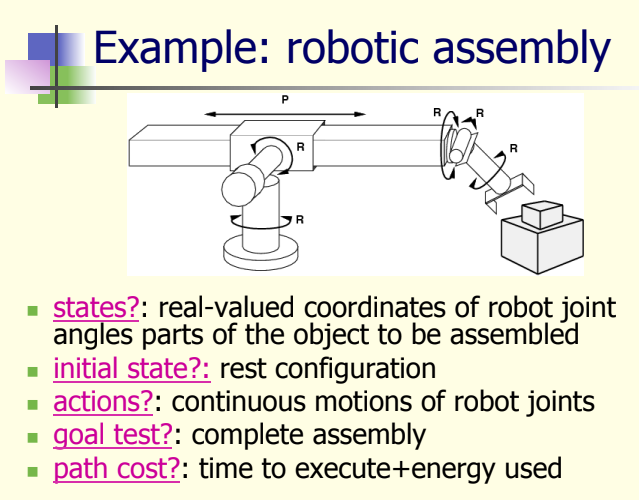 Example: robotic assembly
P
R
R
R
R
R
states?: real-valued coordinates of robot joint
angles parts of the object to be assembled
initial state?: rest configuration
actions?: continuous motions of robot joints
goal test?: complete assembly
path cost?: time to execute+energy used